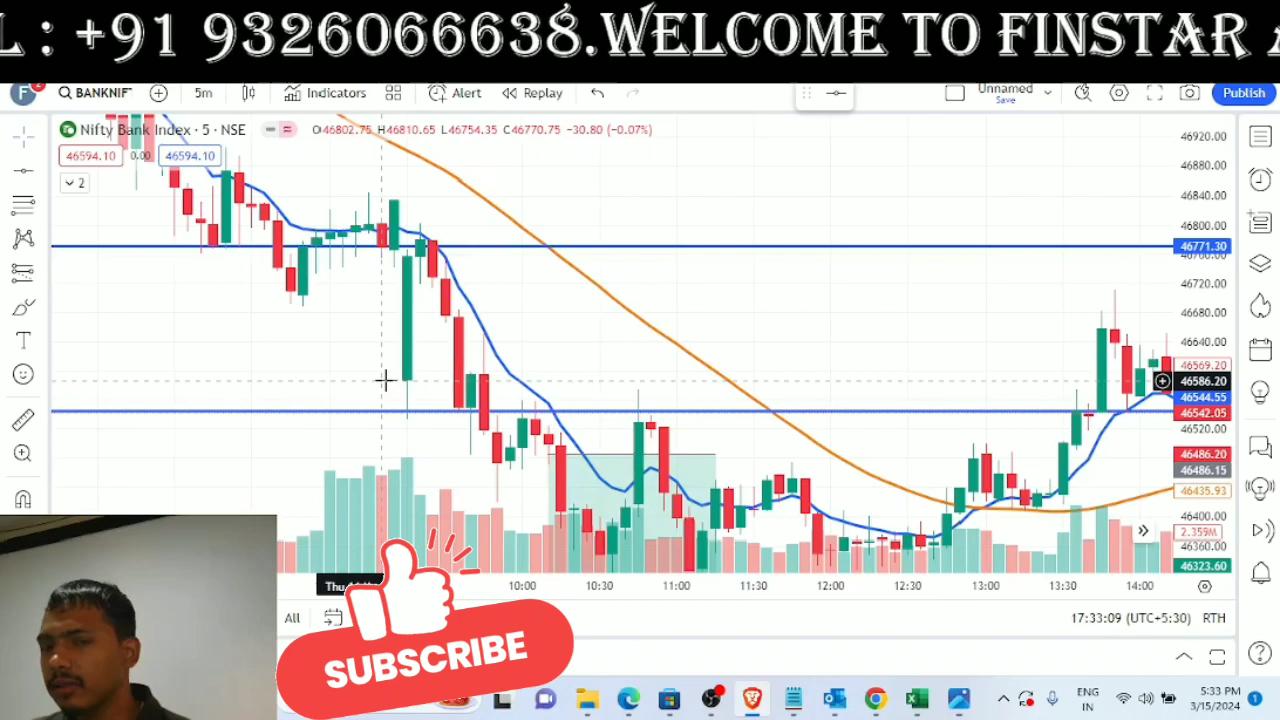 L : +91 9326066638.WELCOME TO FINSTAR A
F 2 BANKNIF 5m Indicators Alert Replay Unnamed Save Publish
Nifty Bank Index · 5 · NSE O46802.75 H46810.65 L46754.35 C46770.75 −30.80 (−0.07%)
46594.10 0.00 46594.10
2
46920.00
46880.00
46840.00
46800.00
46771.30
46760.00
46720.00
46680.00
46640.00
46569.20
46586.20
46544.55
46542.05
46520.00
46486.20
46486.15
46435.93
46400.00
2.359M
46360.00
46323.60
Thu 10:00 10:30 11:00 11:30 12:00 12:30 13:00 13:30 14:00
All 17:33:09 (UTC+5:30) RTH
SUBSCRIBE
ENG
IN
5:33 PM
3/15/2024
1